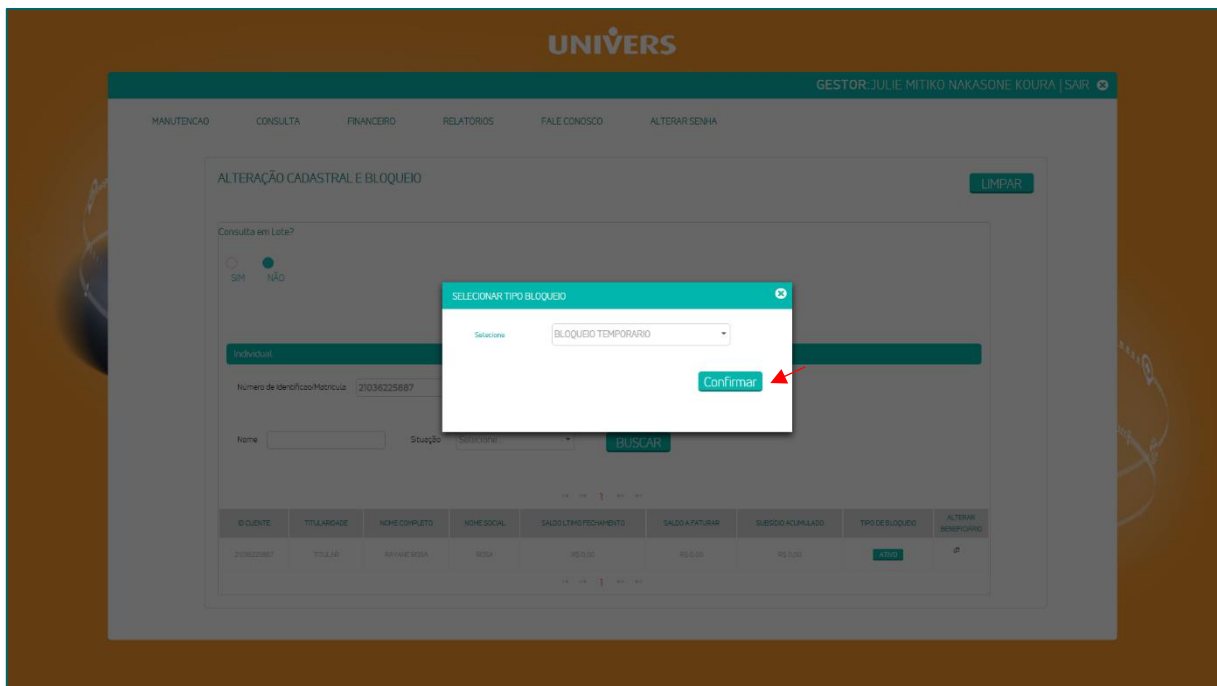 UNIVERS
GESTOR:JULIE MITIKO NAKASONE KOURA | SAIR
MANUTENCAO CONSULTA FINANCEIRO RELATÓRIOS FALE CONOSCO ALTERAR SENHA
ALTERAÇÃO CADASTRAL E BLOQUEIO
LIMPAR
Consulta em Lote?
SIM NÃO
SELECIONAR TIPO BLOQUEIO
Selecione BLOQUEIO TEMPORARIO
Confirmar
Individual
Número de Identificao/Matrícula 21036225887
Nome Situação Selecione
BUSCAR
1
ID CLIENTE TITULARIDADE NOME COMPLETO NOME SOCIAL SALDO LTIMO FECHAMENTO SALDO A FATURAR SUBSIDIO ACUMULADO TIPO DE BLOQUEIO ALTERAR BENEFICIÁRIO
21036225887 TITULAR ROSA R$ 0,00 R$ 0,00 R$ 0,00 ATIVO
1